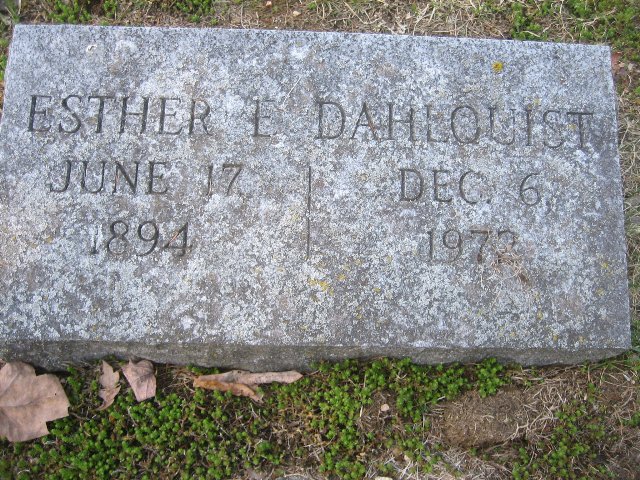 ESTHER E DAHLQUIST
JUNE 17 DEC. 6
1894